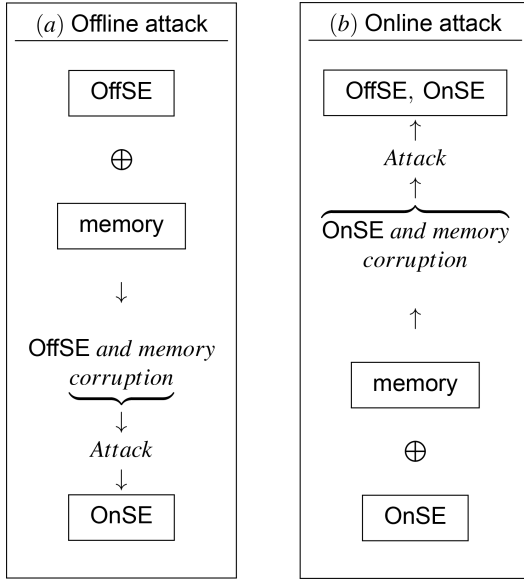 (a) Offline attack
OffSE
⊕
memory
↓
OffSE and memory
corruption
↓
Attack
↓
OnSE
(b) Online attack
OffSE, OnSE
↑
Attack
↑
OnSE and memory
corruption
↑
memory
⊕
OnSE